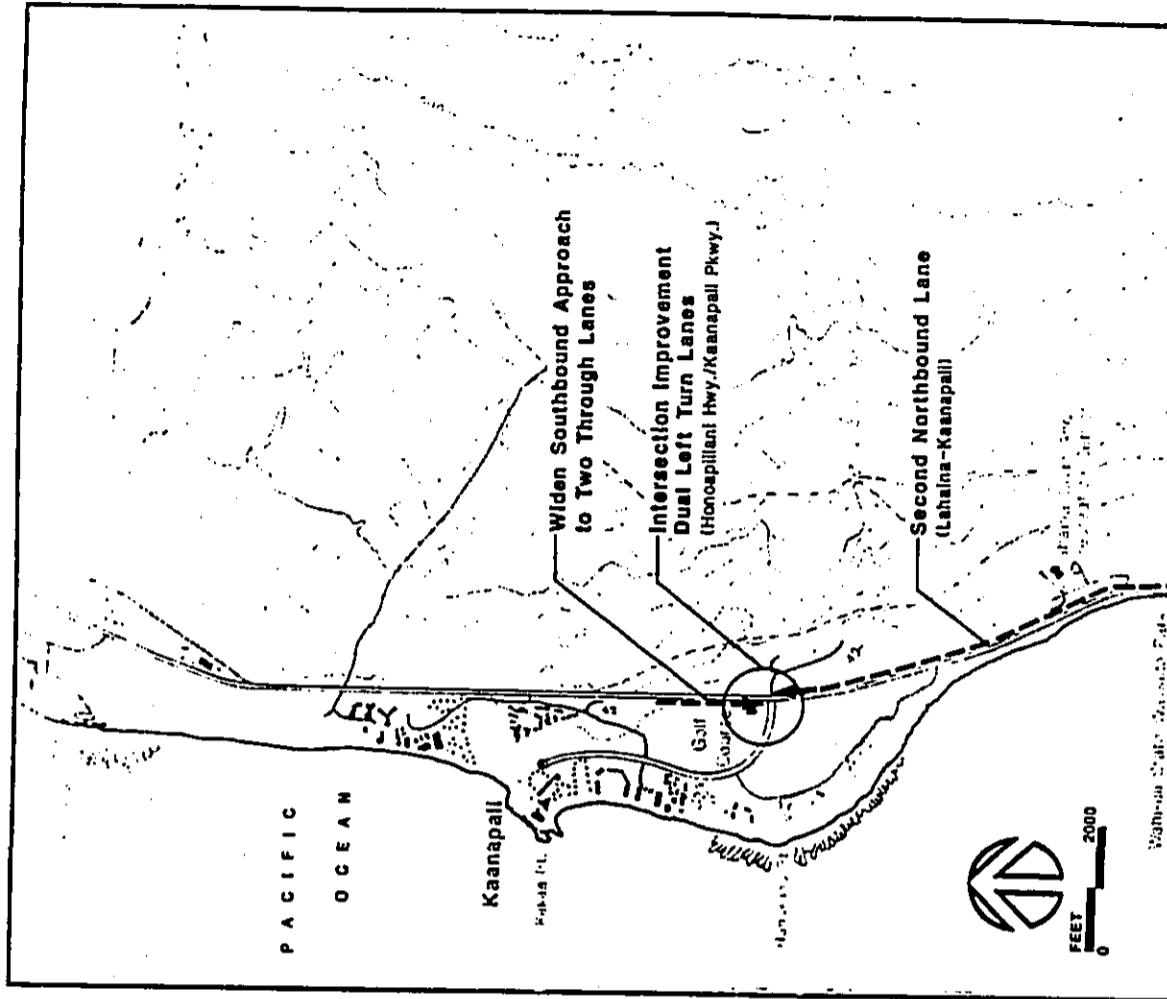 PACIFIC
OCEAN
Kaanapali
Widen Southbound Approach
to Two Through Lanes
Intersection Improvement
Dual Left Turn Lanes
(Honoapiilani Hwy./Kaanapali Pkwy.)
Second Northbound Lane
(Lahaina-Kaanapali)
Golf
FEET
0
2000